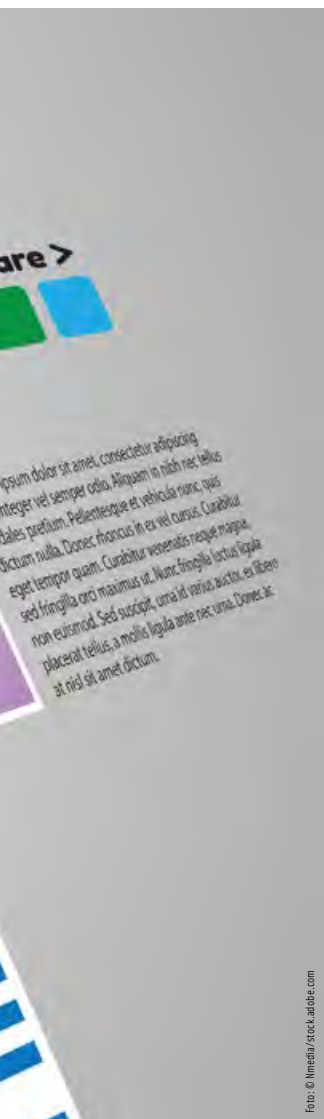 are >
ipsum dolor sit amet, consectetur adipiscing
nteger vel semper odio. Aliquam in nibh nec tellus
dales pretium. Pellentesque et vehicula nunc, quis
dictum nulla. Donec rhoncus in ex vel cursus. Curabitur
eget tempor quam. Curabitur venenatis neque magna,
sed fringilla orci maximus ut. Nunc fringilla luctus ligula
non euismod. Sed suscipit, urna id varius auctor, ex libero
placerat tellus, a mollis ligula ante nec urna. Donec ac
at nisl sit amet dictum.
Foto: © Nmedia/stock.adobe.com